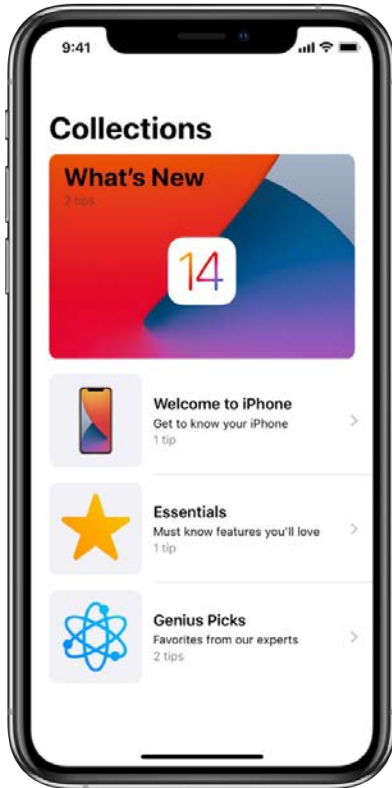 9:41
Collections
What's New
2 tips
14
Welcome to iPhone
Get to know your iPhone
1 tip
Essentials
Must know features you'll love
1 tip
Genius Picks
Favorites from our experts
2 tips